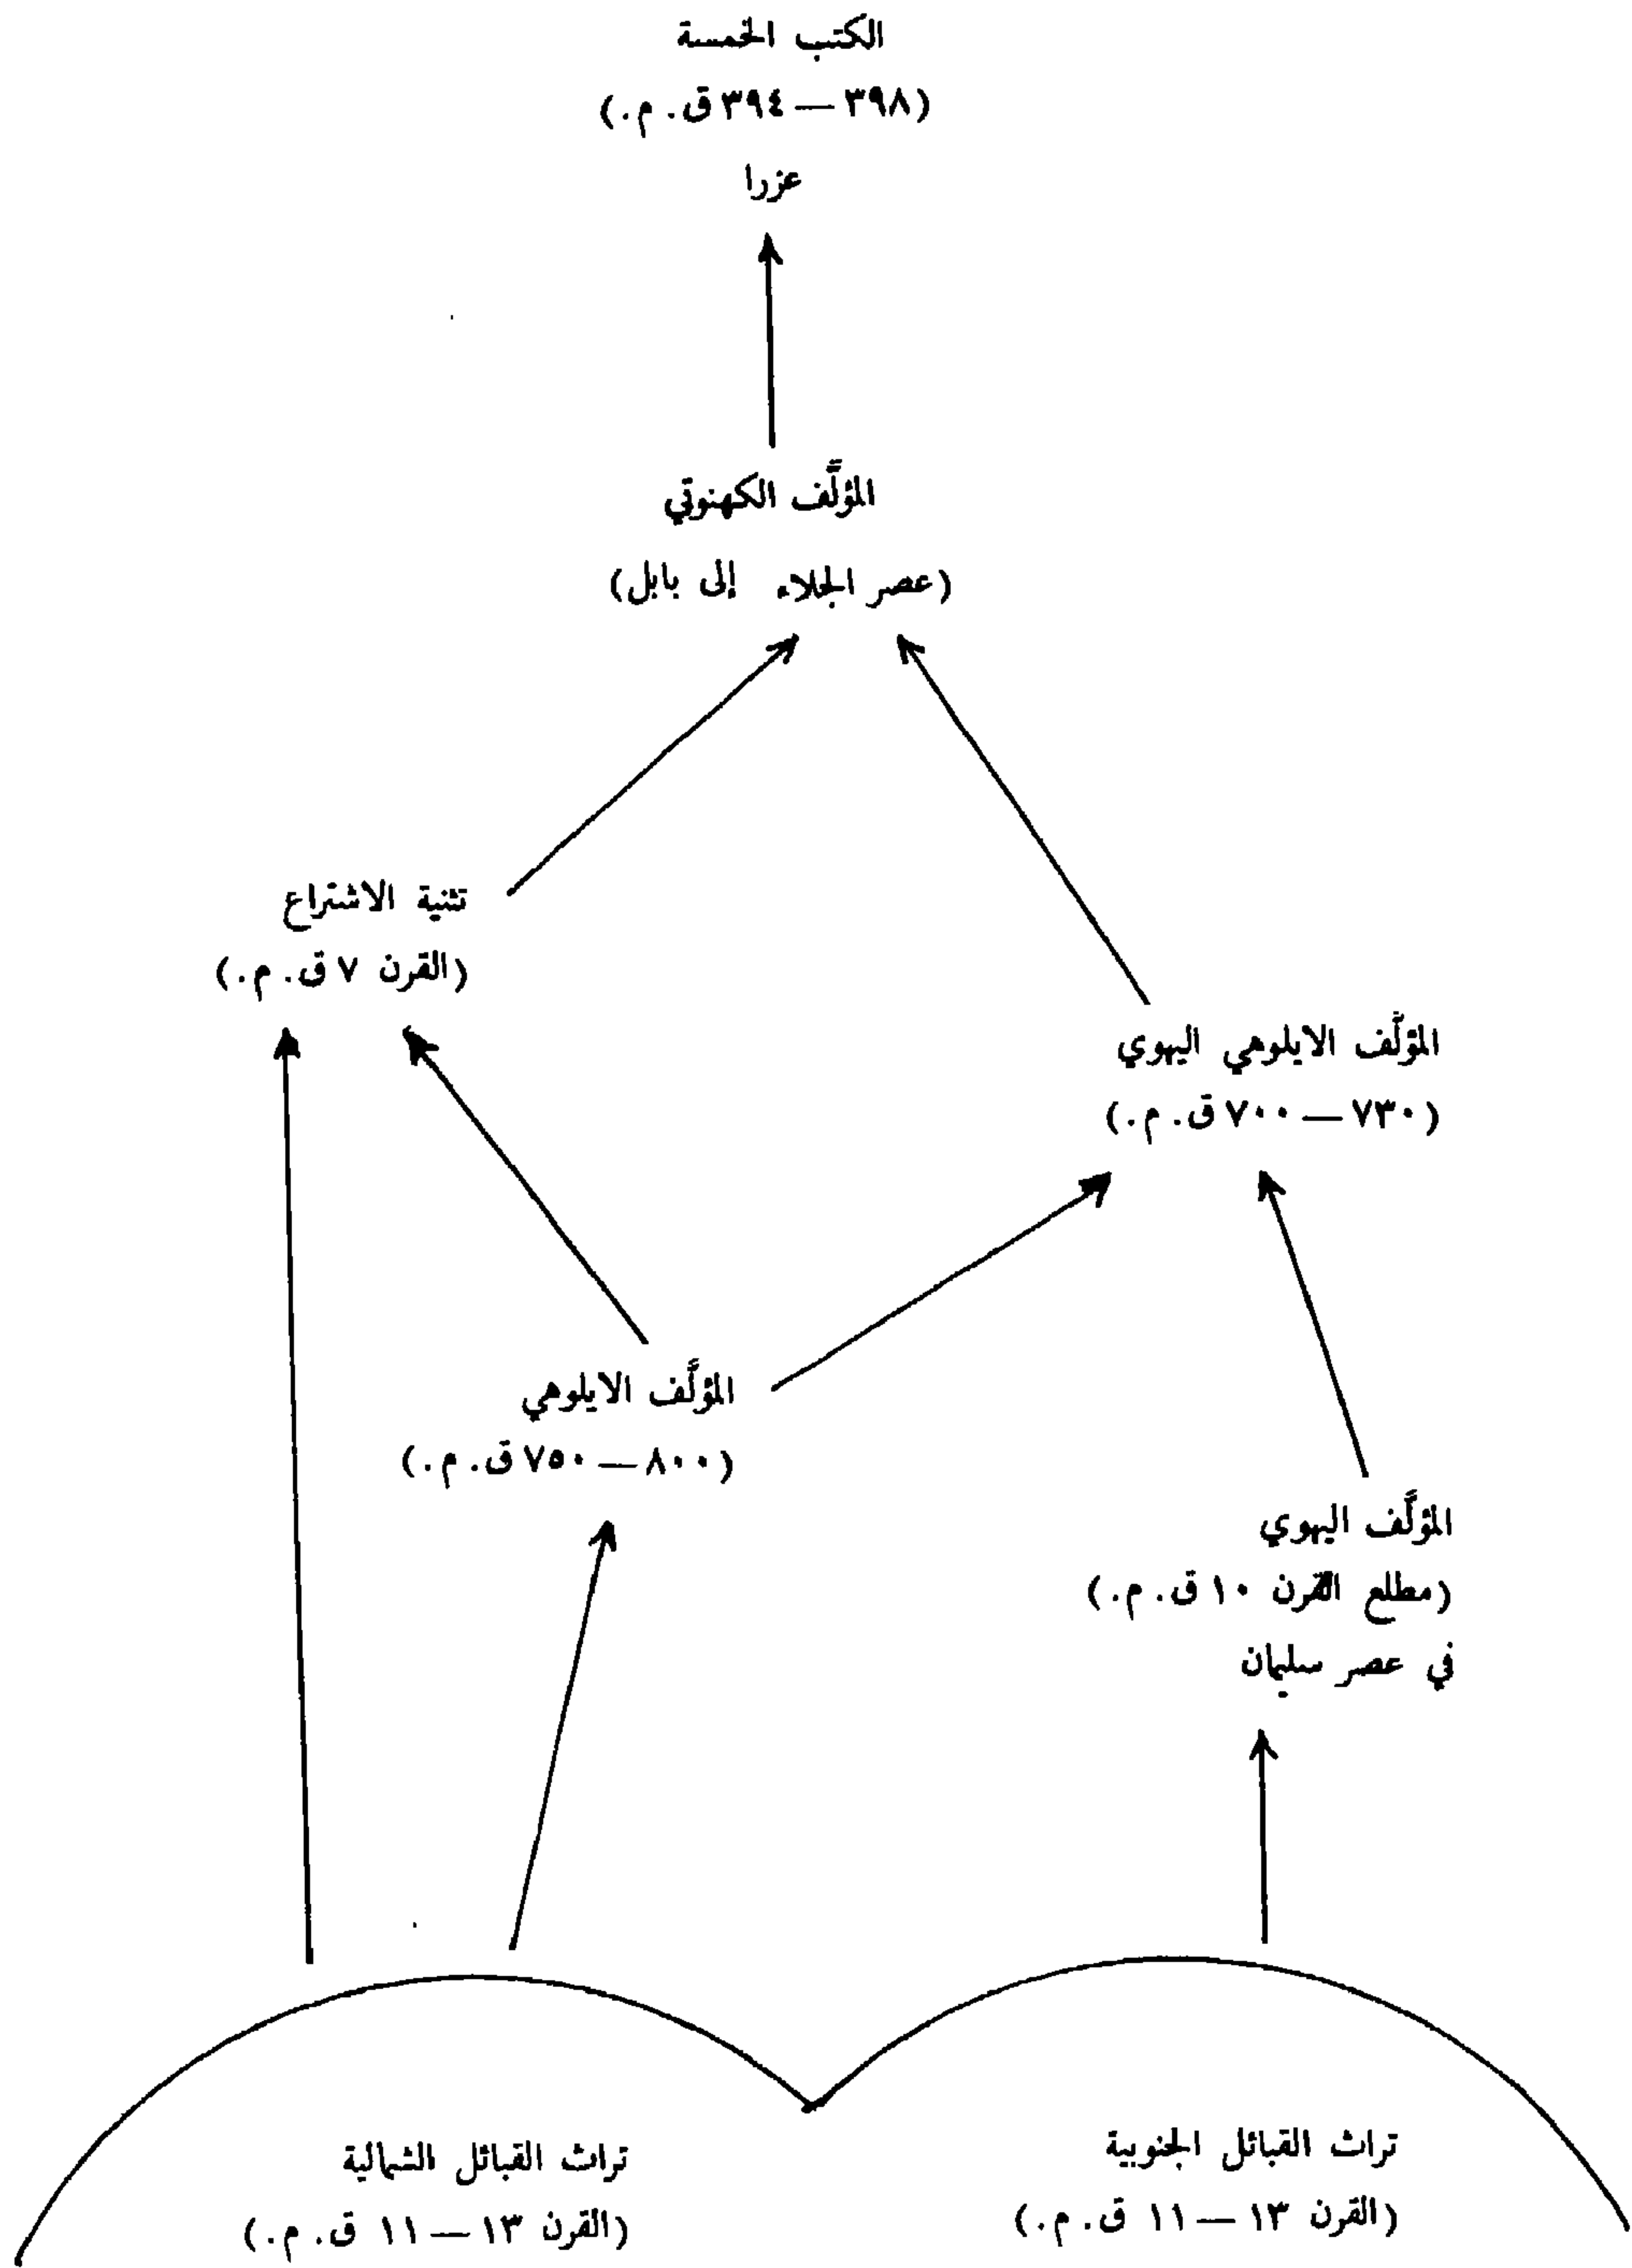 الكتب الخمسة
(٣٩٨ — ٣٩٤ ق . م .)
عزرا
المؤلَّف الكهنوتي
(عصر الجلاء إلى بابل)
تثنية الاشتراع
(القرن ٧ ق . م .)
المؤلَّف الايلوهي اليهوي
(٧٣٠ — ٧٠٠ ق . م .)
المؤلَّف الايلوهي
(٨٠٠ — ٧٥٠ ق . م .)
المؤلَّف اليهوي
(مطلع القرن ١٠ ق . م .)
في عصر سليمان
تراث القبائل الجنوبية
(القرن ١٣ — ١١ ق . م .)
تراث القبائل الشمالية
(القرن ١٣ — ١١ ق . م .)